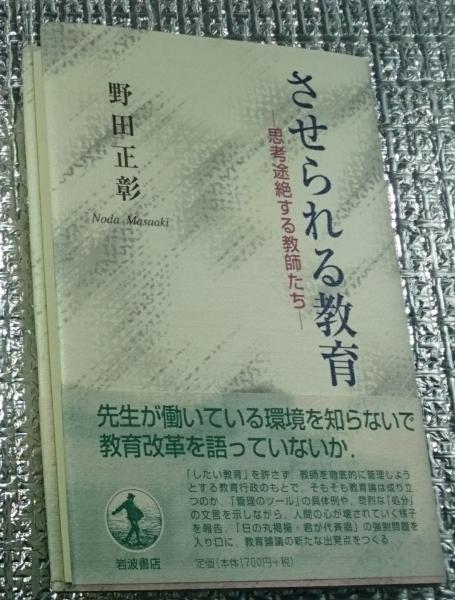 させられる教育
―思考途絶する教師たち―
野田正彰
Noda Masaaki
先生が働いている環境を知らないで
教育改革を語っていないか.
「したい教育」を許さず,教師を徹底的に管理しよう
とする教育行政のもとで,そもそも教育論は成り立
つのか.「管理のツール」の具体例や,苛烈な「処分」
の文言を示しながら,人間の心が壊されていく様子
を報告.「日の丸掲揚・君が代斉唱」の強制問題を
入り口に,教育論議の新たな出発点をつくる.
岩波書店
定価(本体1700円+税)